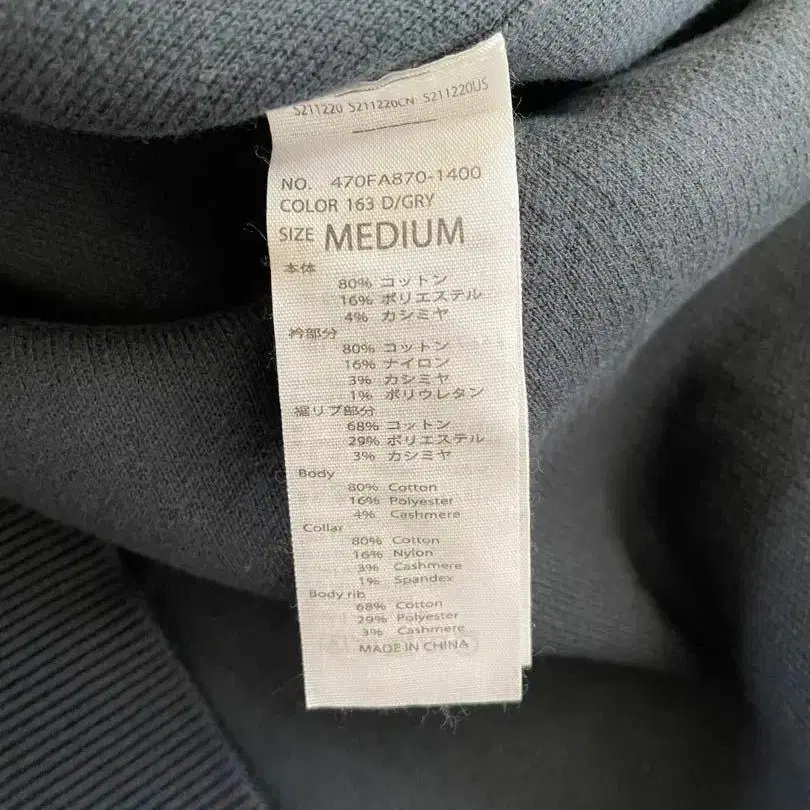 S211220 S211220CN S211220US
NO. 470FA870-1400
COLOR 163 D/GRY
SIZE MEDIUM
本体
80% コットン
16% ポリエステル
4% カシミヤ
衿部分
80% コットン
16% ナイロン
3% カシミヤ
1% ポリウレタン
裾リブ部分
68% コットン
29% ポリエステル
3% カシミヤ
Body
80% Cotton
16% Polyester
4% Cashmere
Collar
80% Cotton
16% Nylon
3% Cashmere
1% Spandex
Body rib
68% Cotton
29% Polyester
3% Cashmere
MADE IN CHINA